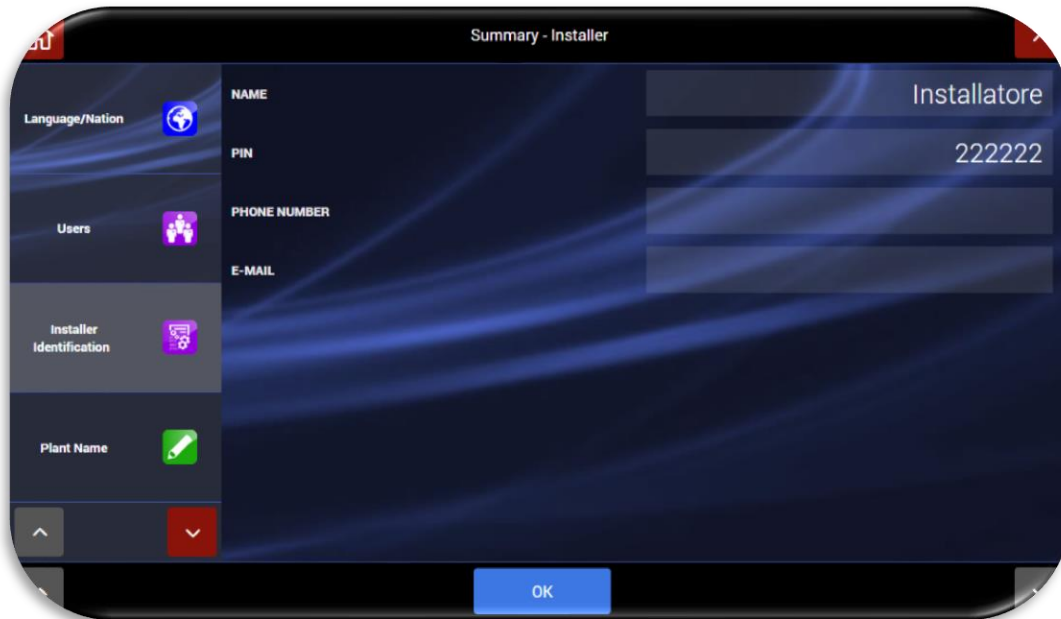 Summary - Installer
Language/Nation
Users
Installer
Identification
Plant Name
NAME
Installatore
PIN
222222
PHONE NUMBER
E-MAIL
OK